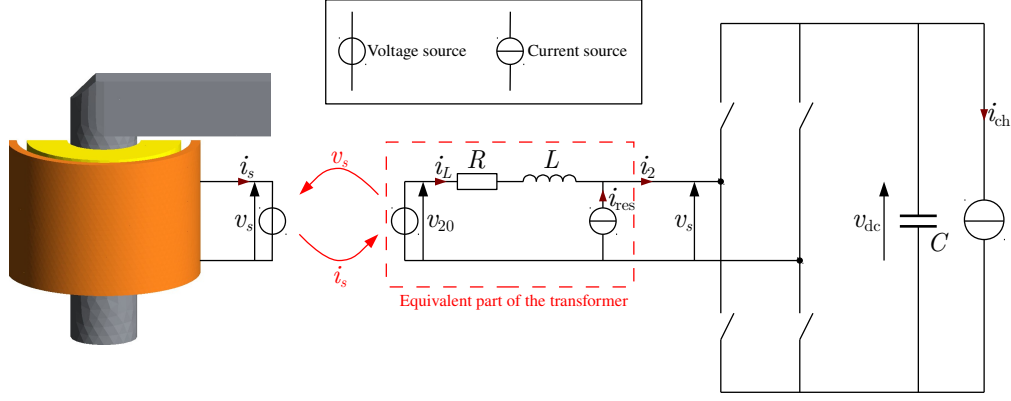 Voltage source
Current source
i_s
v_s
v_s
i_s
i_L
R
L
v_20
i_res
i_2
v_s
Equivalent part of the transformer
v_dc
C
i_ch